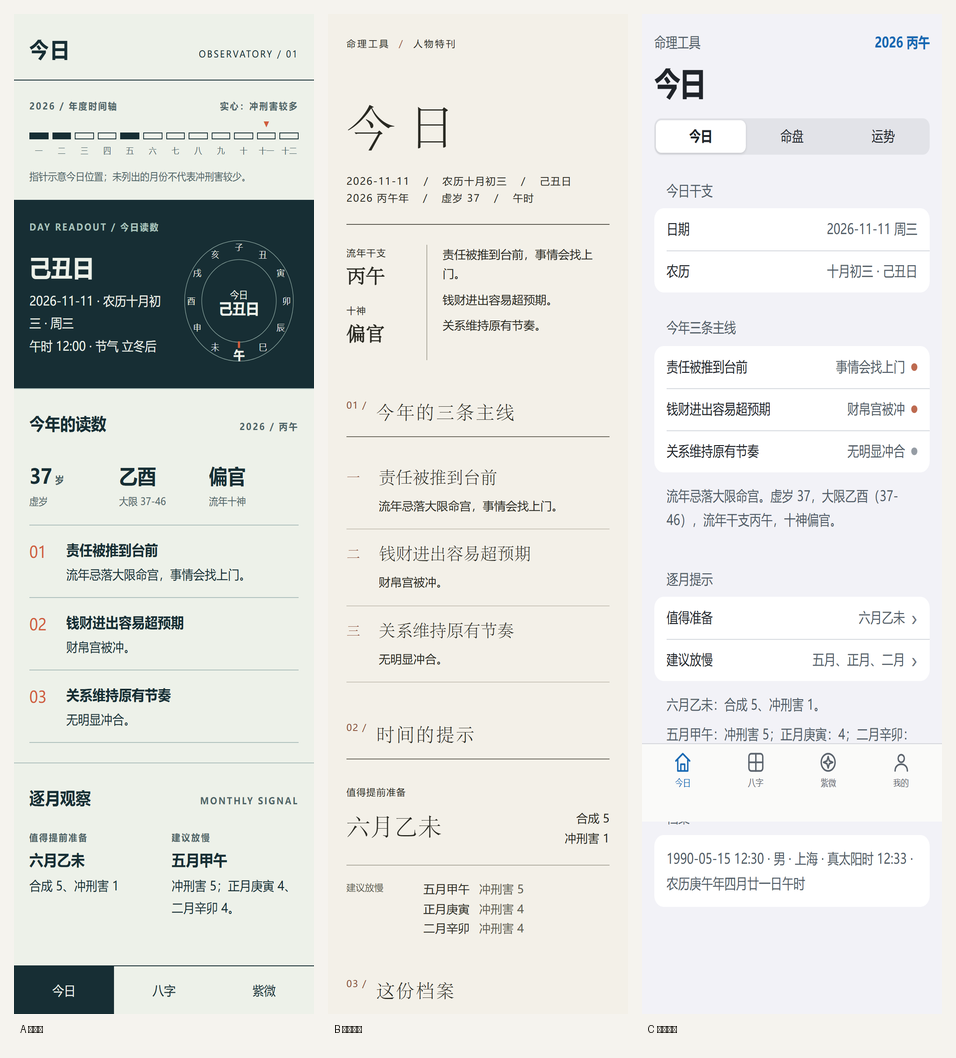 今日
OBSERVATORY / 01
2026 / 年度时间轴
实心：冲刑害较多
一 二 三 四 五 六 七 八 九 十 十一 十二
指针示意今日位置；未列出的月份不代表冲刑害较少。
DAY READOUT / 今日读数
己丑日
2026-11-11 · 农历十月初
三 · 周三
午时 12:00 · 节气 立冬后
子
丑
寅
卯
辰
巳
午
未
申
酉
戌
亥
今日
己丑日
今年的读数
2026 / 丙午
37 岁
虚岁
乙酉
大限 37-46
偏官
流年十神
01 责任被推到台前
流年忌落大限命宫，事情会找上门。
02 钱财进出容易超预期
财帛宫被冲。
03 关系维持原有节奏
无明显冲合。
逐月观察
MONTHLY SIGNAL
值得提前准备
六月乙未
合成 5、冲刑害 1
建议放慢
五月甲午
冲刑害 5；正月庚寅 4、
二月辛卯 4。
今日 八字 紫微
A
命理工具 / 人物特刊
今日
2026-11-11 / 农历十月初三 / 己丑日
2026 丙午年 / 虚岁 37 / 午时
流年干支
丙午
十神
偏官
责任被推到台前，事情会找上
门。
钱财进出容易超预期。
关系维持原有节奏。
01 / 今年的三条主线
一 责任被推到台前
流年忌落大限命宫，事情会找上门。
二 钱财进出容易超预期
财帛宫被冲。
三 关系维持原有节奏
无明显冲合。
02 / 时间的提示
值得提前准备
六月乙未
合成 5
冲刑害 1
建议放慢
五月甲午 冲刑害 5
正月庚寅 冲刑害 4
二月辛卯 冲刑害 4
03 / 这份档案
B
命理工具
2026 丙午
今日
今日 命盘 运势
今日干支
日期 2026-11-11 周三
农历 十月初三 · 己丑日
今年三条主线
责任被推到台前 事情会找上门
钱财进出容易超预期 财帛宫被冲
关系维持原有节奏 无明显冲合
流年忌落大限命宫。虚岁 37，大限乙酉（37-
46），流年干支丙午，十神偏官。
逐月提示
值得准备 六月乙未 ›
建议放慢 五月、正月、二月 ›
六月乙未：合成 5、冲刑害 1。
五月甲午：冲刑害 5；正月庚寅：4；二月辛卯：
今日 八字 紫微 我的
1990-05-15 12:30 · 男 · 上海 · 真太阳时 12:33 ·
农历庚午年四月廿一日午时
C